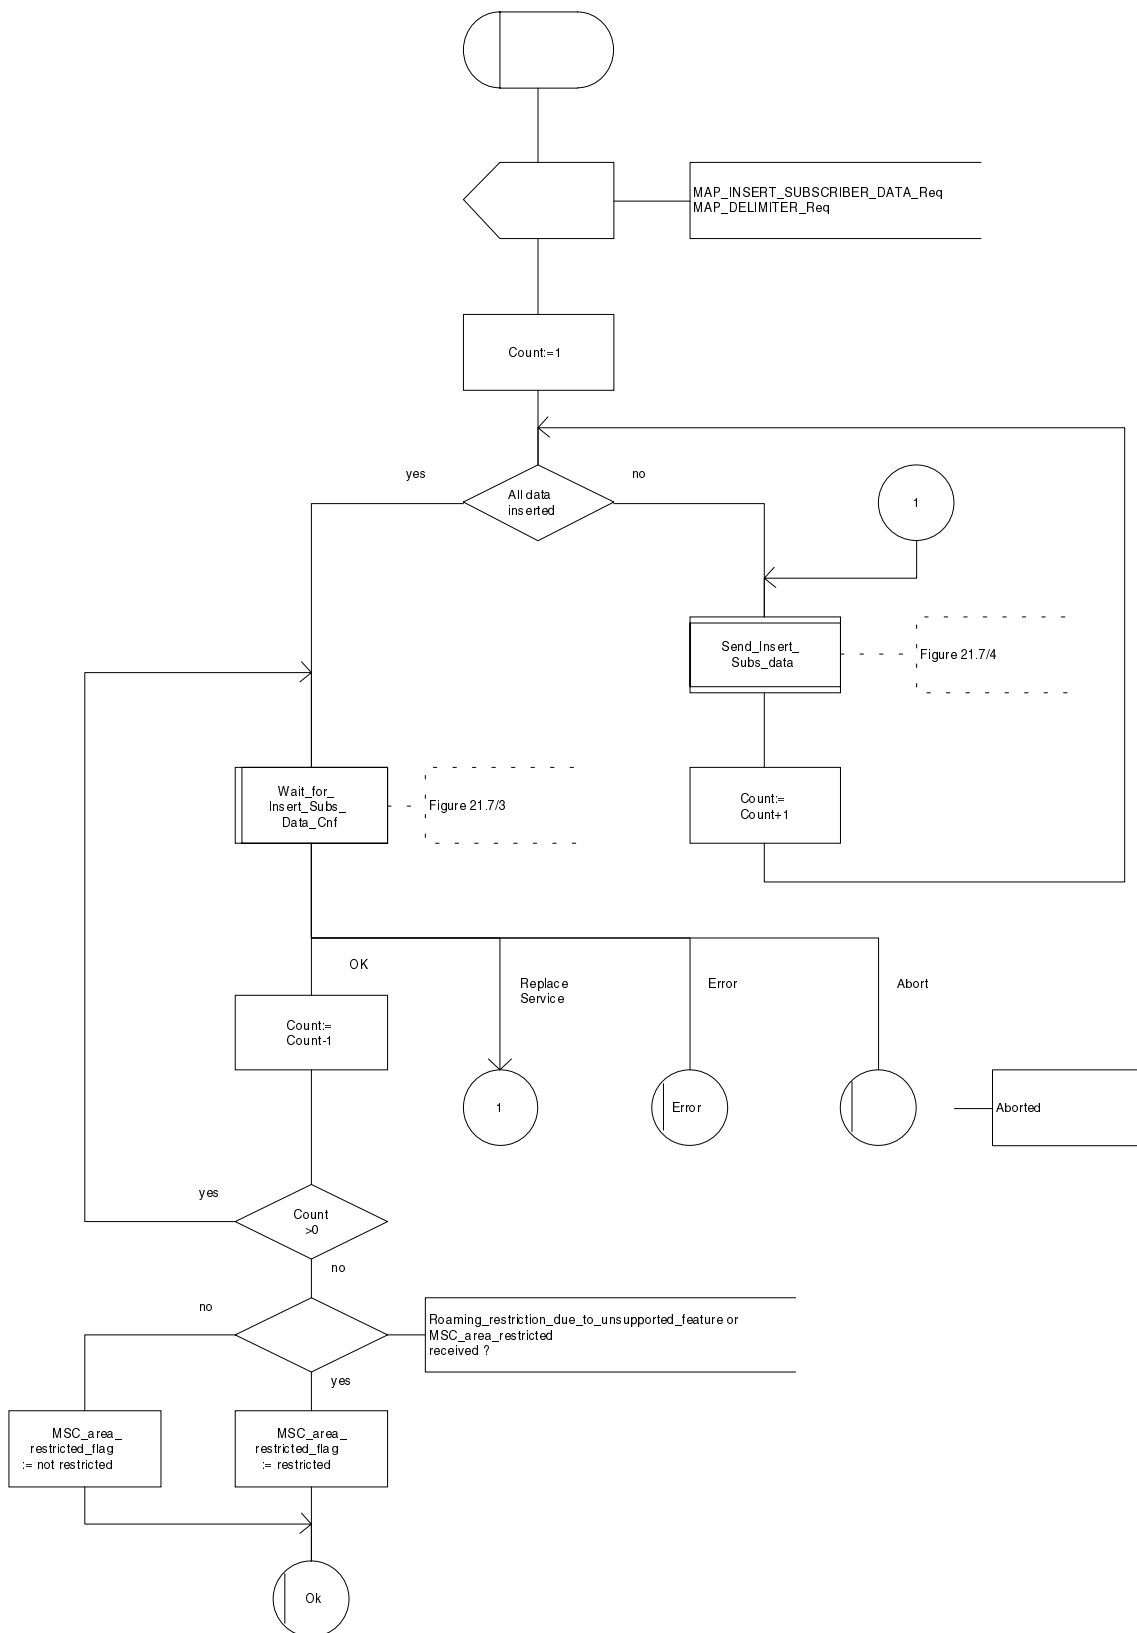 MAP_INSERT_SUBSCRIBER_DATA_Req
MAP_DELIMITER_Req
Count:=1
yes
no
All data
inserted
1
Send_Insert_
Subs_data
Figure 21.7/4
Wait_for_
Insert_Subs_
Data_Cnf
Figure 21.7/3
Count:=
Count+1
OK
Replace
Service
Error
Abort
Count:=
Count-1
1
Error
Aborted
yes
Count
>0
no
no
Roaming_restriction_due_to_unsupported_feature or
MSC_area_restricted
received ?
yes
MSC_area_
restricted_flag
:= not restricted
MSC_area_
restricted_flag
:= restricted
Ok